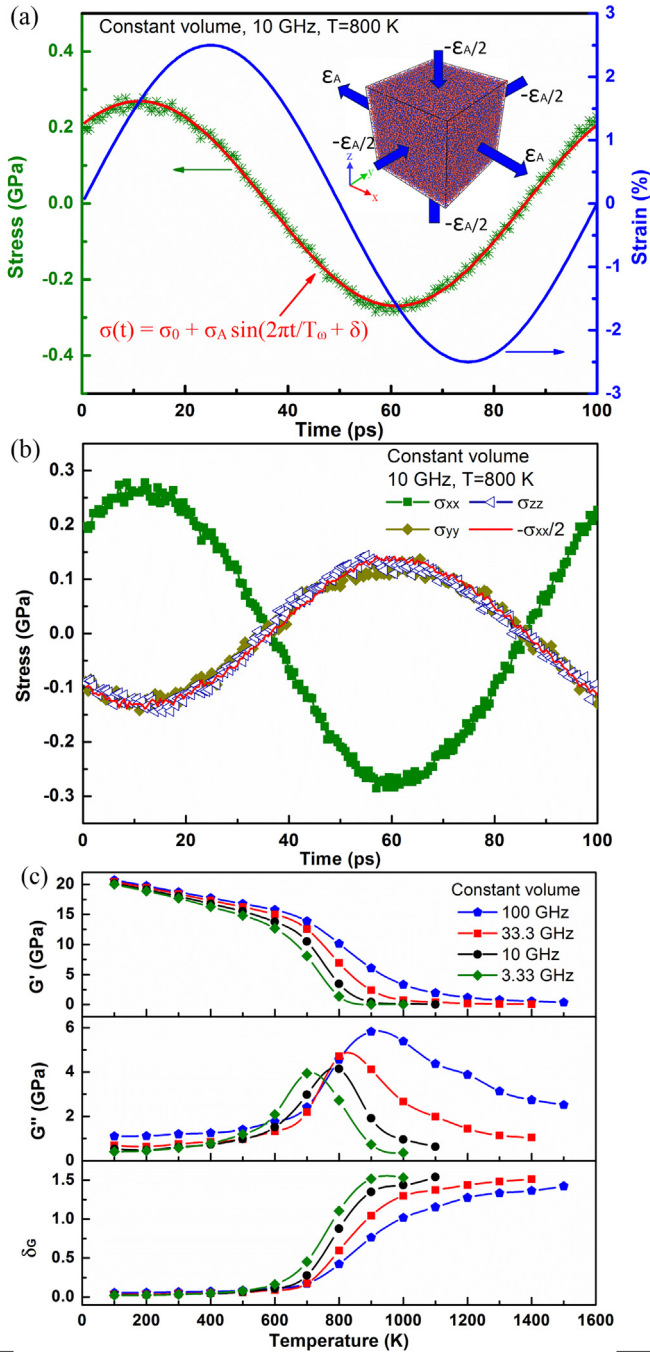 (a)
Constant volume, 10 GHz, T=800 K
0.4
0.2
0.0
-0.2
-0.4
Stress (GPa)
3
2
1
0
-1
-2
-3
Strain (%)
-εA/2
εA
-εA/2
-εA/2
εA
-εA/2
z
y
x
σ(t) = σ0 + σA sin(2πt/Tω + δ)
0 20 40 60 80 100
Time (ps)
(b)
Constant volume
10 GHz, T=800 K
σxx σzz
σyy -σxx/2
0.3
0.2
0.1
0.0
-0.1
-0.2
-0.3
Stress (GPa)
0 20 40 60 80 100
Time (ps)
(c)
Constant volume
100 GHz
33.3 GHz
10 GHz
3.33 GHz
20
15
10
5
0
G' (GPa)
6
4
2
0
G'' (GPa)
1.5
1.0
0.5
0.0
δG
0 200 400 600 800 1000 1200 1400 1600
Temperature (K)